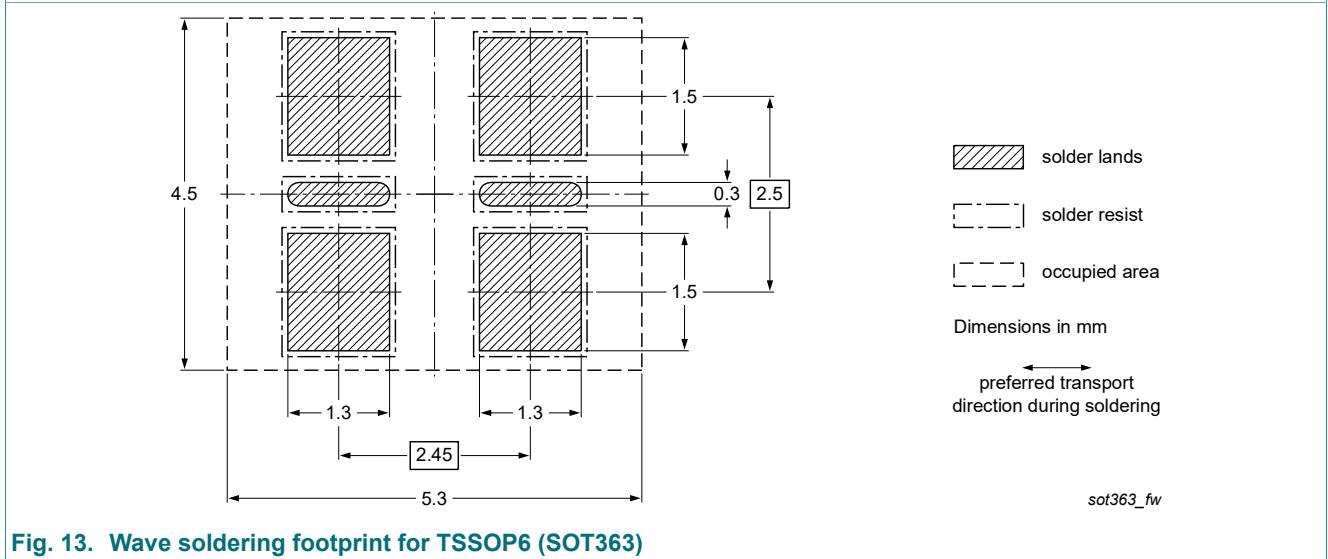 1.5
4.5
0.3
2.5
1.5
1.3
1.3
2.45
5.3
solder lands
solder resist
occupied area
Dimensions in mm
preferred transport
direction during soldering
sot363_fw
Fig. 13. Wave soldering footprint for TSSOP6 (SOT363)